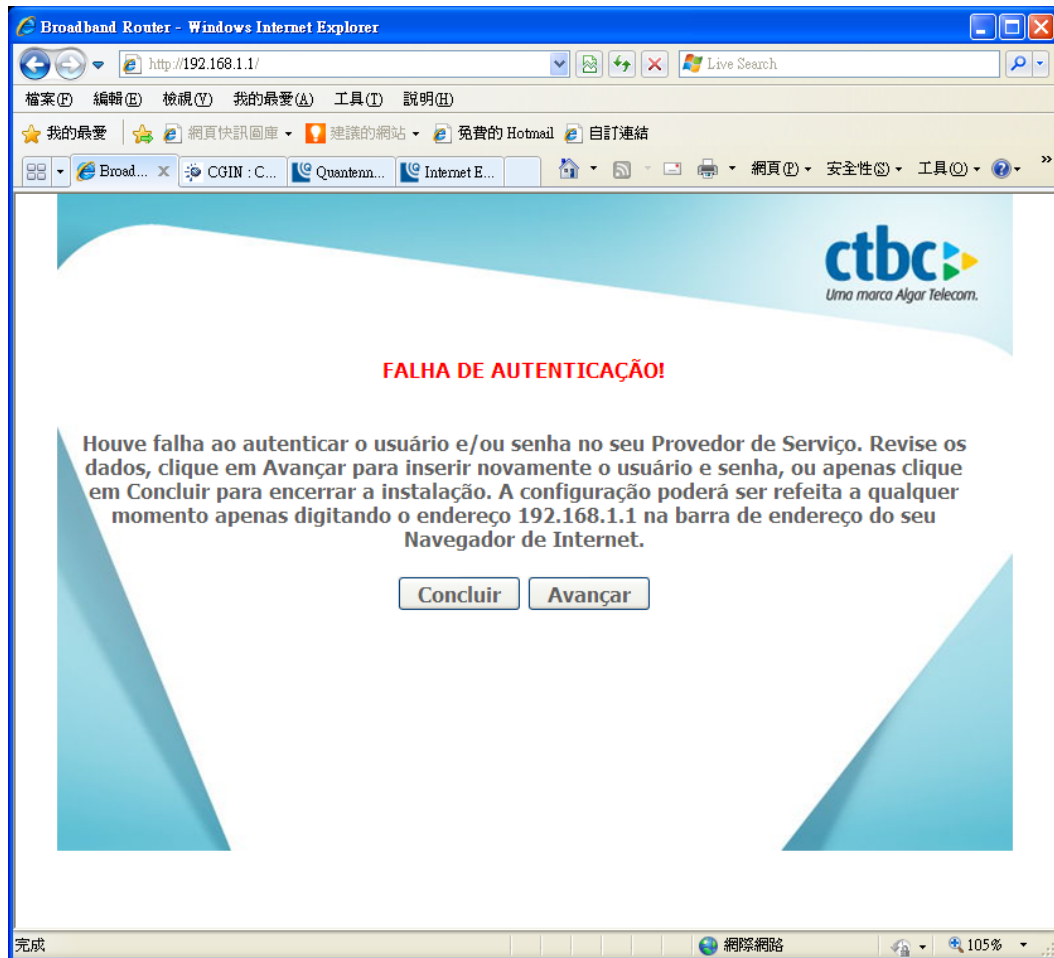 Broadband Router - Windows Internet Explorer
http://192.168.1.1/
Live Search
檔案(F) 編輯(E) 檢視(V) 我的最愛(A) 工具(T) 說明(H)
我的最愛 網頁快訊圖庫 建議的網站 免費的 Hotmail 自訂連結
Broad... CGIN : C... Quantenn... Internet E... 網頁(P) 安全性(S) 工具(O)
ctbc
Uma marca Algar Telecom.
FALHA DE AUTENTICAÇÃO!
Houve falha ao autenticar o usuário e/ou senha no seu Provedor de Serviço. Revise os
dados, clique em Avançar para inserir novamente o usuário e senha, ou apenas clique
em Concluir para encerrar a instalação. A configuração poderá ser refeita a qualquer
momento apenas digitando o endereço 192.168.1.1 na barra de endereço do seu
Navegador de Internet.
Concluir Avançar
完成 網際網路 105%